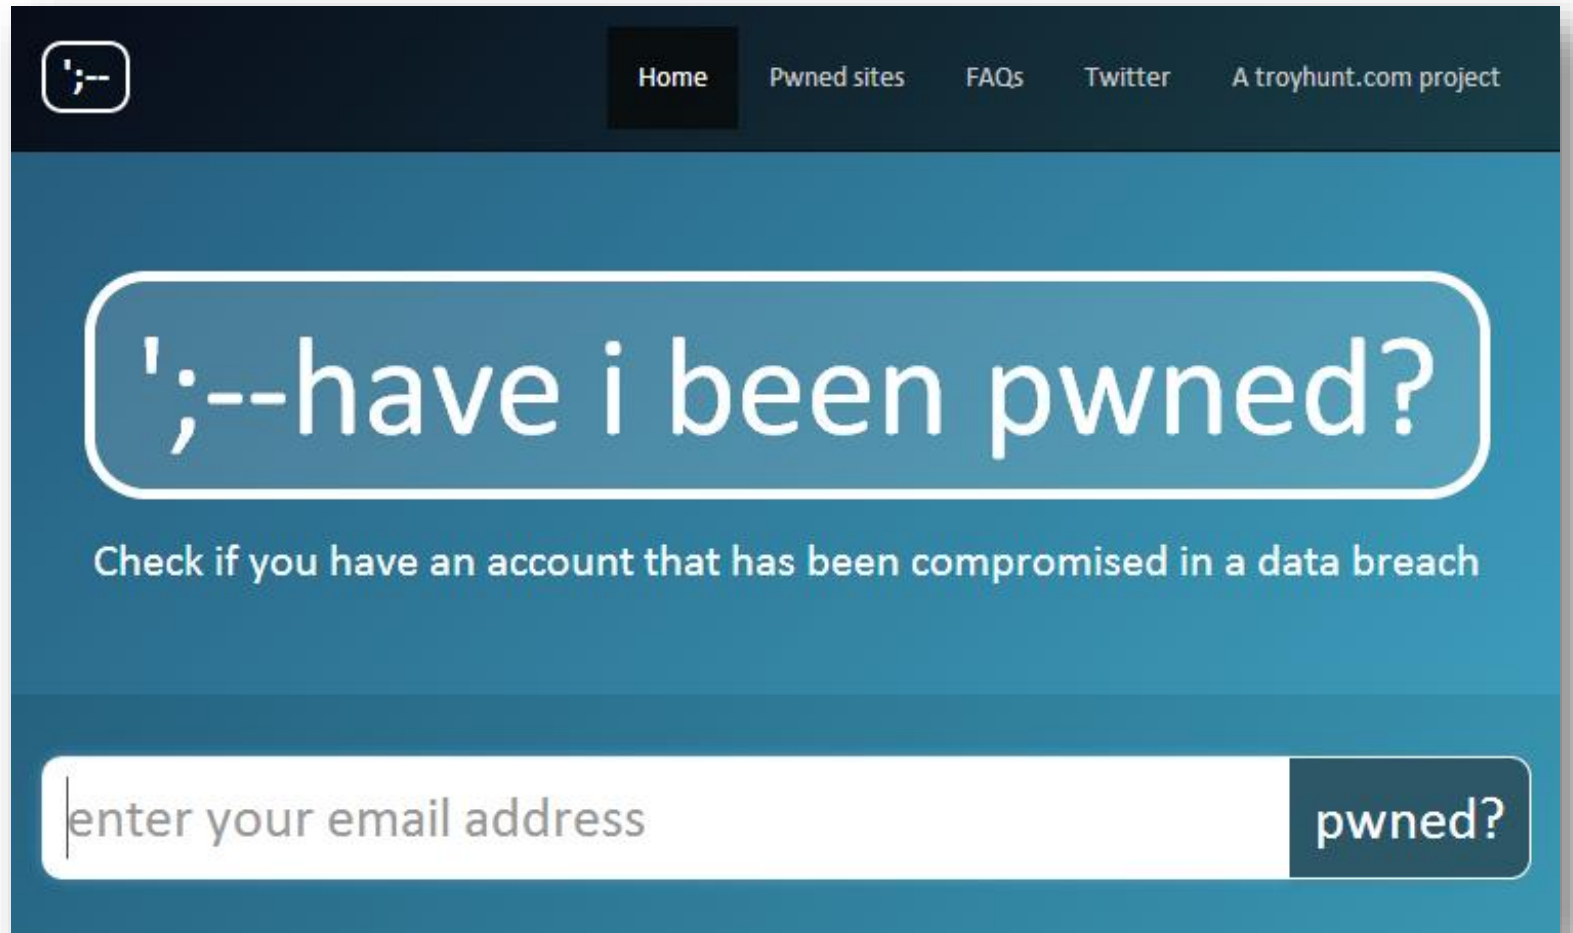 ';--
Home Pwned sites FAQs Twitter A troyhunt.com project
';--have i been pwned?
Check if you have an account that has been compromised in a data breach
enter your email address
pwned?